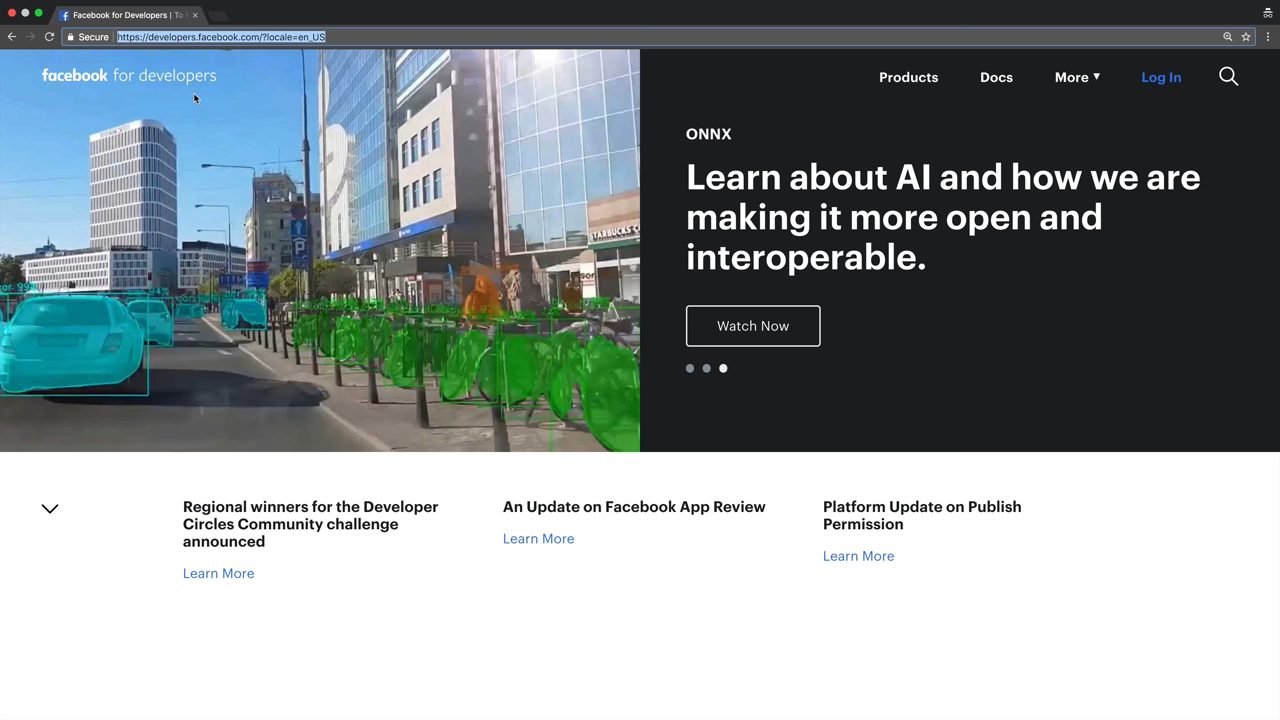 Facebook for Developers | To
Secure
https://developers.facebook.com/?locale=en_US
facebook for developers
Products
Docs
More
Log In
STARBUCKS C
ONNX
Learn about AI and how we are
making it more open and
interoperable.
Watch Now
Regional winners for the Developer
Circles Community challenge
announced
Learn More
An Update on Facebook App Review
Learn More
Platform Update on Publish
Permission
Learn More